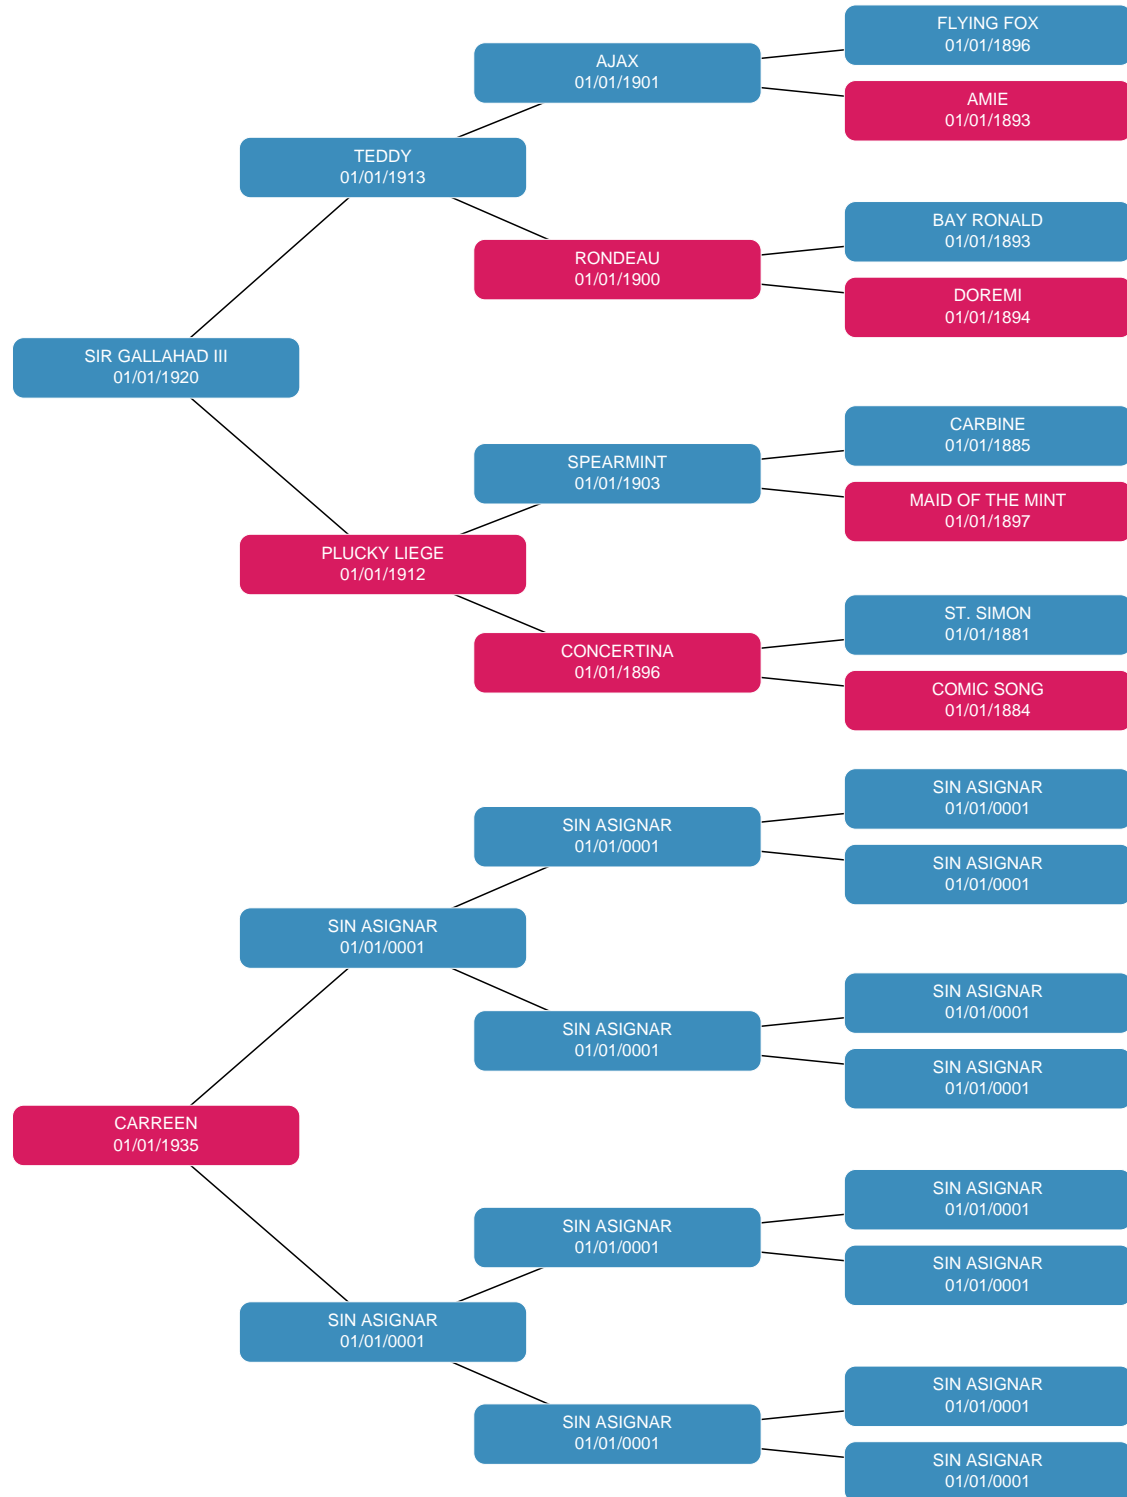 FLYING FOX
01/01/1896
AJAX
01/01/1901
AMIE
01/01/1893
TEDDY
01/01/1913
BAY RONALD
01/01/1893
RONDEAU
01/01/1900
DOREMI
01/01/1894
SIR GALLAHAD III
01/01/1920
CARBINE
01/01/1885
SPEARMINT
01/01/1903
MAID OF THE MINT
01/01/1897
PLUCKY LIEGE
01/01/1912
ST. SIMON
01/01/1881
CONCERTINA
01/01/1896
COMIC SONG
01/01/1884
SIN ASIGNAR
01/01/0001
SIN ASIGNAR
01/01/0001
SIN ASIGNAR
01/01/0001
SIN ASIGNAR
01/01/0001
SIN ASIGNAR
01/01/0001
SIN ASIGNAR
01/01/0001
SIN ASIGNAR
01/01/0001
CARREEN
01/01/1935
SIN ASIGNAR
01/01/0001
SIN ASIGNAR
01/01/0001
SIN ASIGNAR
01/01/0001
SIN ASIGNAR
01/01/0001
SIN ASIGNAR
01/01/0001
SIN ASIGNAR
01/01/0001
SIN ASIGNAR
01/01/0001